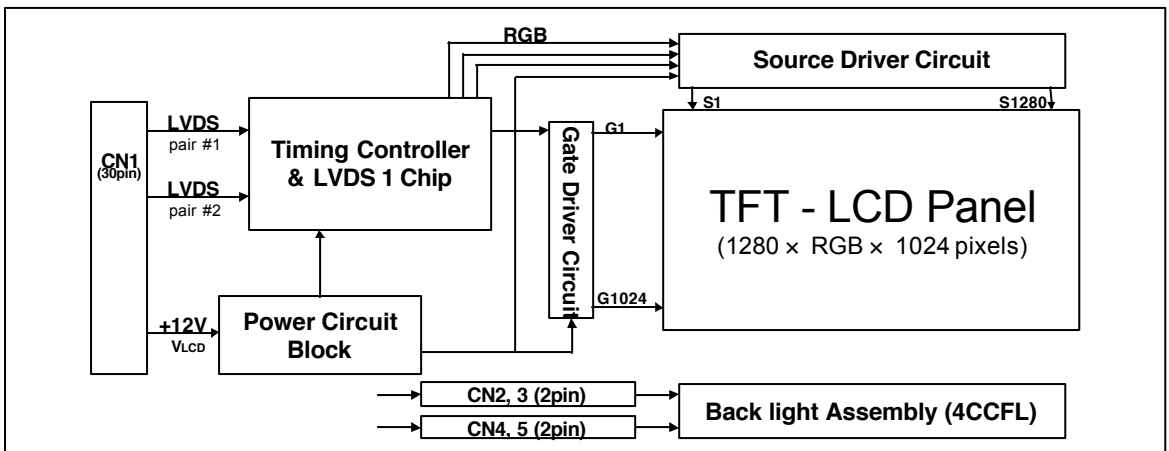 RGB
Source Driver Circuit
S1
S1280
CN1
(30pin)
LVDS
pair #1
LVDS
pair #2
Timing Controller
& LVDS 1 Chip
Gate Driver Circuit
G1
G1024
TFT - LCD Panel
(1280 × RGB × 1024 pixels)
+12V
VLCD
Power Circuit
Block
CN2, 3 (2pin)
CN4, 5 (2pin)
Back light Assembly (4CCFL)